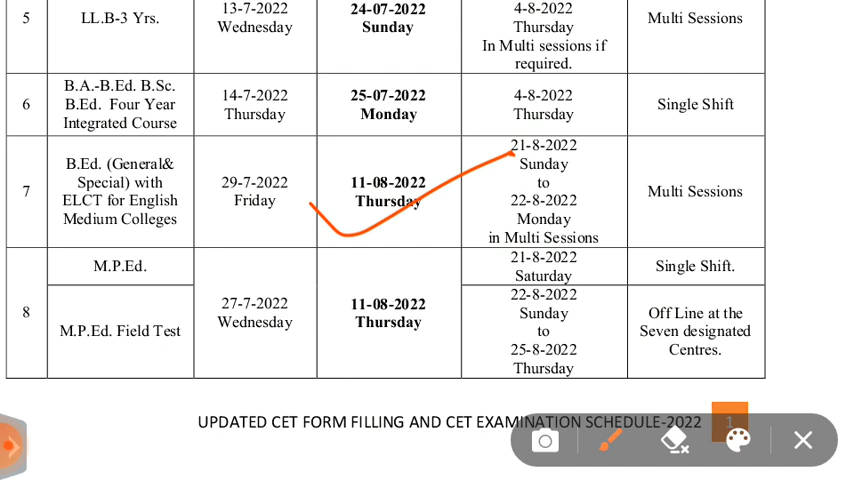 5
LL.B-3 Yrs.
13-7-2022
Wednesday
24-07-2022
Sunday
4-8-2022
Thursday
In Multi sessions if
required.
Multi Sessions
6
B.A.-B.Ed. B.Sc.
B.Ed. Four Year
Integrated Course
14-7-2022
Thursday
25-07-2022
Monday
4-8-2022
Thursday
Single Shift
7
B.Ed. (General&
Special) with
ELCT for English
Medium Colleges
29-7-2022
Friday
11-08-2022
Thursday
21-8-2022
Sunday
to
22-8-2022
Monday
in Multi Sessions
Multi Sessions
8
M.P.Ed.
27-7-2022
Wednesday
11-08-2022
Thursday
21-8-2022
Saturday
Single Shift.
M.P.Ed. Field Test
22-8-2022
Sunday
to
25-8-2022
Thursday
Off Line at the
Seven designated
Centres.
UPDATED CET FORM FILLING AND CET EXAMINATION SCHEDULE-2022 1